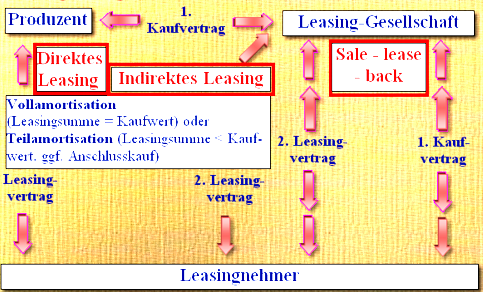 Produzent
1.
Kaufvertrag
Leasing-Gesellschaft
Direktes
Leasing
Indirektes Leasing
Sale - lease
- back
Vollamortisation
(Leasingsumme = Kaufwert) oder
Teilamortisation (Leasingsumme < Kauf-
wert. ggf. Anschlusskauf)
2. Leasing-
vertrag
1. Kauf-
vertrag
Leasing-
vertrag
2. Leasing-
vertrag
Leasingnehmer